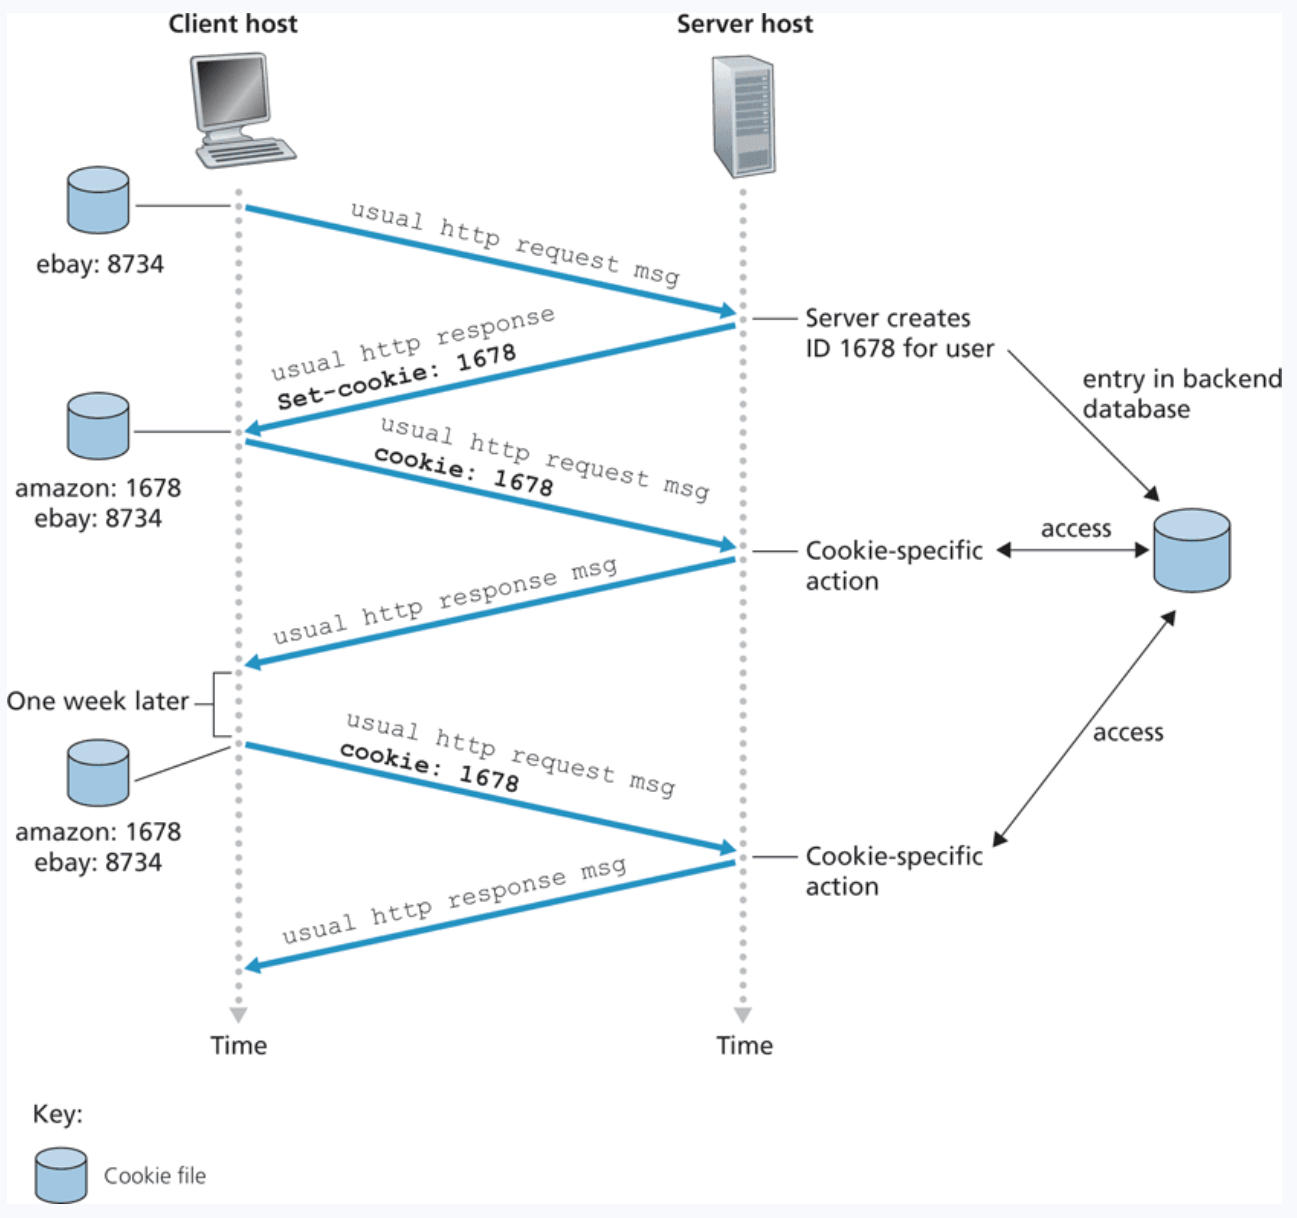 Client host
Server host
usual http request msg
ebay: 8734
Server creates
ID 1678 for user
usual http response
Set-cookie: 1678
entry in backend
database
usual http request msg
cookie: 1678
amazon: 1678
ebay: 8734
access
Cookie-specific
action
usual http response msg
One week later
usual http request msg
cookie: 1678
access
amazon: 1678
ebay: 8734
Cookie-specific
action
usual http response msg
Time
Time
Key:
Cookie file